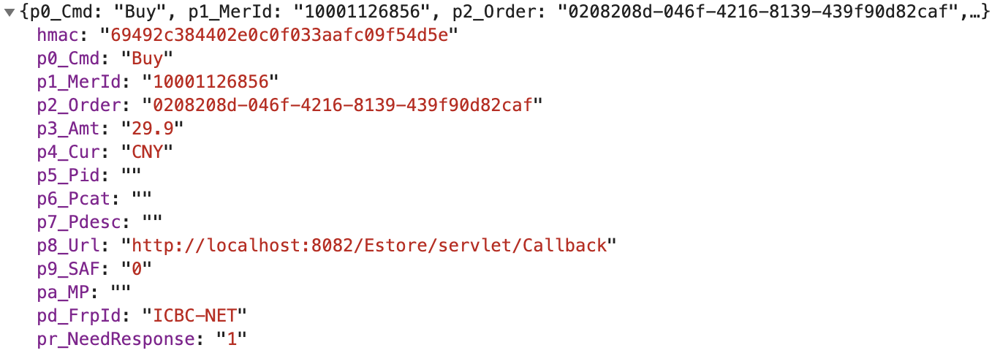 {p0_Cmd: "Buy", p1_MerId: "10001126856", p2_Order: "0208208d-046f-4216-8139-439f90d82caf",…}
hmac: "69492c384402e0c0f033aafc09f54d5e"
p0_Cmd: "Buy"
p1_MerId: "10001126856"
p2_Order: "0208208d-046f-4216-8139-439f90d82caf"
p3_Amt: "29.9"
p4_Cur: "CNY"
p5_Pid: ""
p6_Pcat: ""
p7_Pdesc: ""
p8_Url: "http://localhost:8082/Estore/servlet/Callback"
p9_SAF: "0"
pa_MP: ""
pd_FrpId: "ICBC-NET"
pr_NeedResponse: "1"